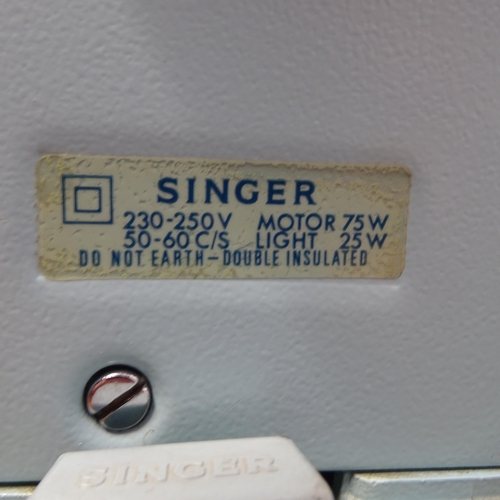 SINGER
230-250V MOTOR 75W
50-60 C/S LIGHT 25W
DO NOT EARTH-DOUBLE INSULATED
SINGER